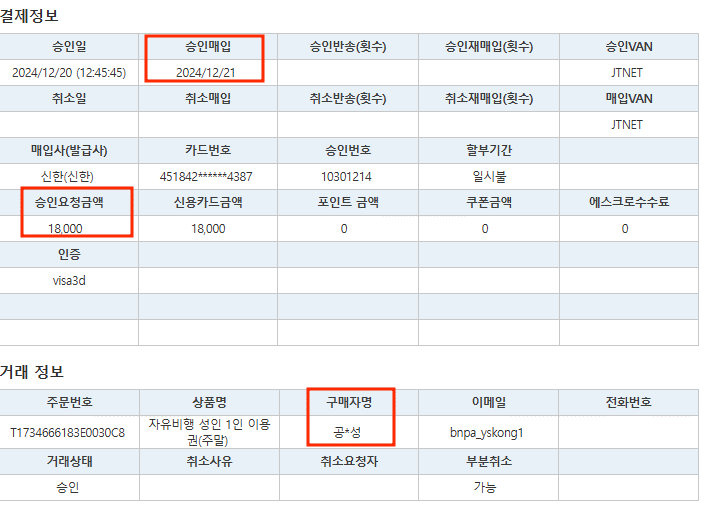 결제정보
승인일 승인매입 승인반송(횟수) 승인재매입(횟수) 승인VAN
2024/12/20 (12:45:45) 2024/12/21 JTNET
취소일 취소매입 취소반송(횟수) 취소재매입(횟수) 매입VAN
JTNET
매입사(발급사) 카드번호 승인번호 할부기간
신한(신한) 451842******4387 10301214 일시불
승인요청금액 신용카드금액 포인트 금액 쿠폰금액 에스크로수수료
18,000 18,000 0 0 0
인증
visa3d
거래 정보
주문번호 상품명 구매자명 이메일 전화번호
T1734666183E0030C8 자유비행 성인 1인 이용 공*성 bnpa_yskong1
권(주말)
거래상태 취소사유 취소요청자 부분취소
승인 가능